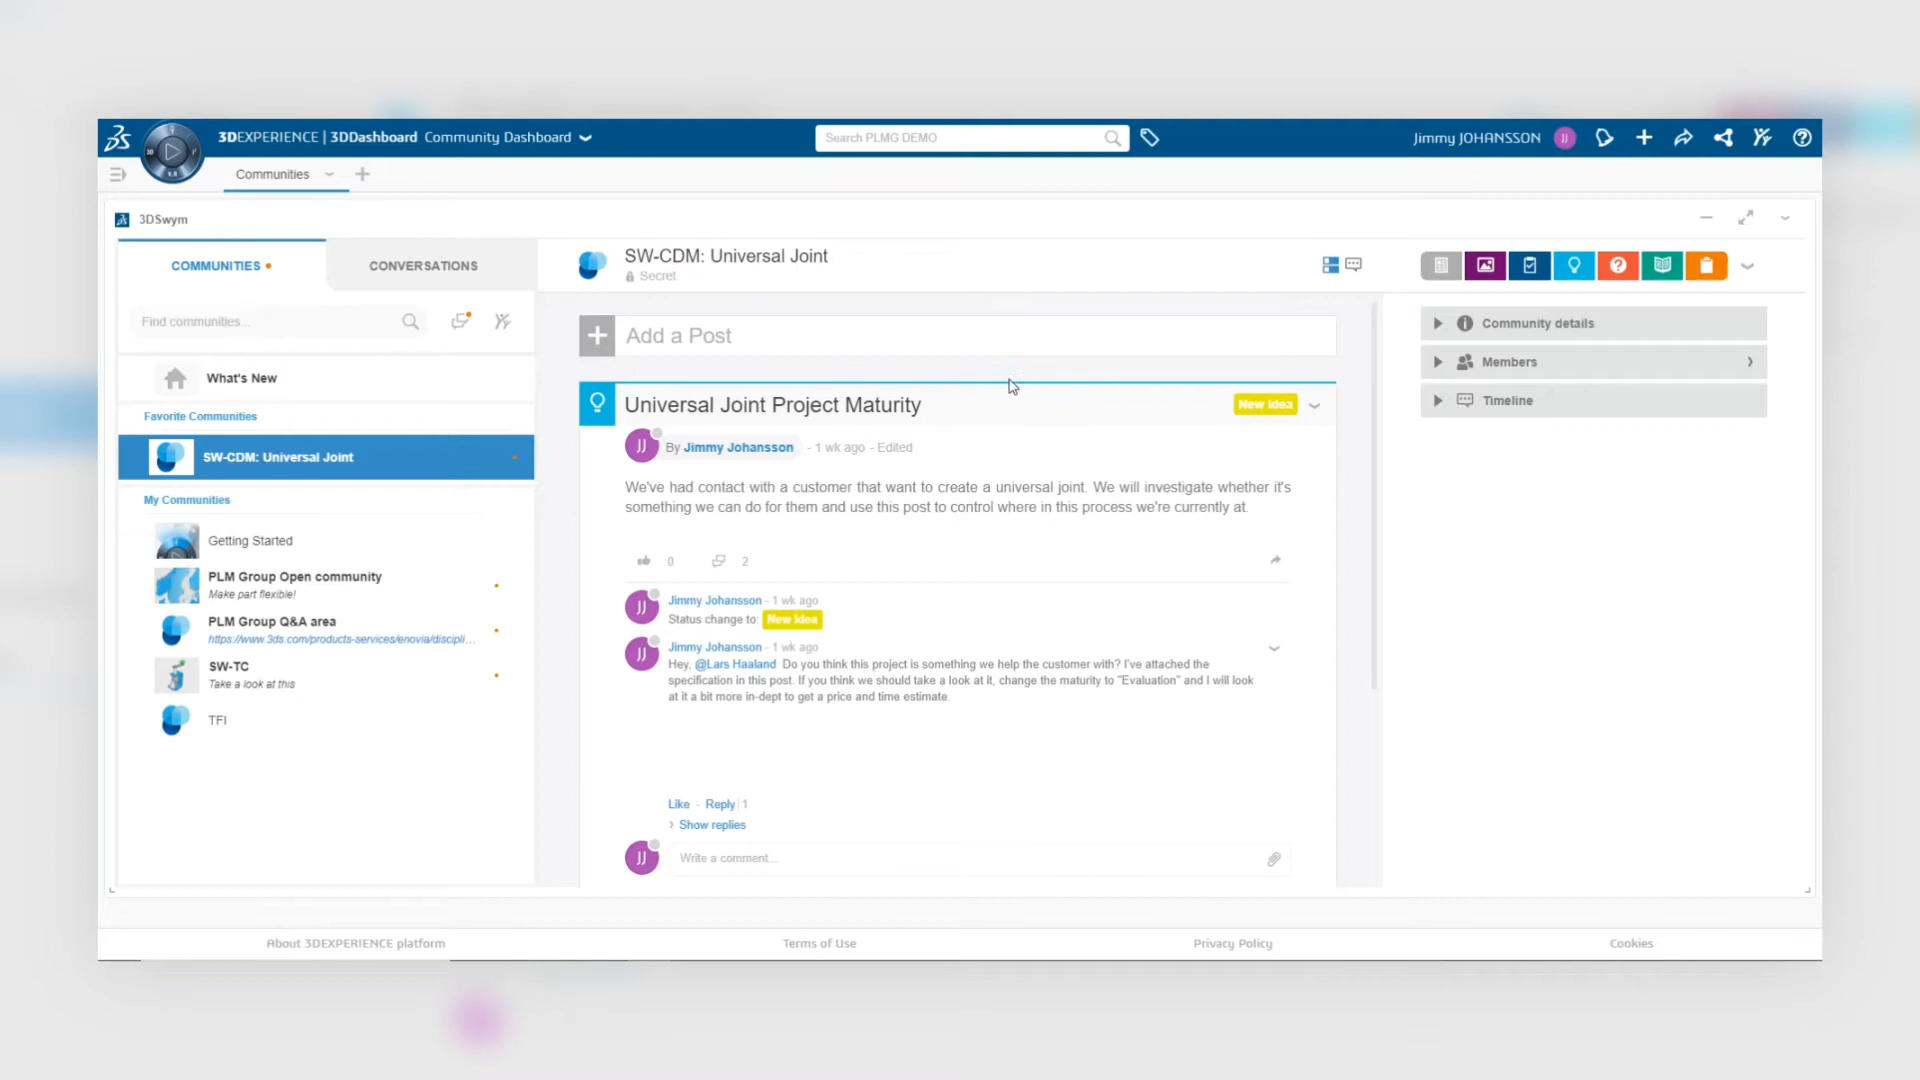 3DEXPERIENCE | 3DDashboard Community Dashboard
Search PLMG DEMO
Jimmy JOHANSSON JJ
Communities
3DSwym
COMMUNITIES
CONVERSATIONS
Find communities...
What's New
Favorite Communities
SW-CDM: Universal Joint
My Communities
Getting Started
PLM Group Open community
Make part flexible!
PLM Group Q&A area
https://www.3ds.com/products-services/enovia/discipli...
SW-TC
Take a look at this
TFI
SW-CDM: Universal Joint
Secret
Add a Post
Universal Joint Project Maturity
New Idea
JJ
By Jimmy Johansson - 1 wk ago - Edited
We've had contact with a customer that want to create a universal joint. We will investigate whether it's
something we can do for them and use this post to control where in this process we're currently at.
0 2
JJ
Jimmy Johansson - 1 wk ago
Status change to: New Idea
JJ
Jimmy Johansson - 1 wk ago
Hey, @Lars Haaland Do you think this project is something we help the customer with? I've attached the
specification in this post. If you think we should take a look at it, change the maturity to "Evaluation" and I will look
at it a bit more in-dept to get a price and time estimate.
Like - Reply 1
Show replies
JJ
Write a comment...
Community details
Members
Timeline
About 3DEXPERIENCE platform
Terms of Use
Privacy Policy
Cookies